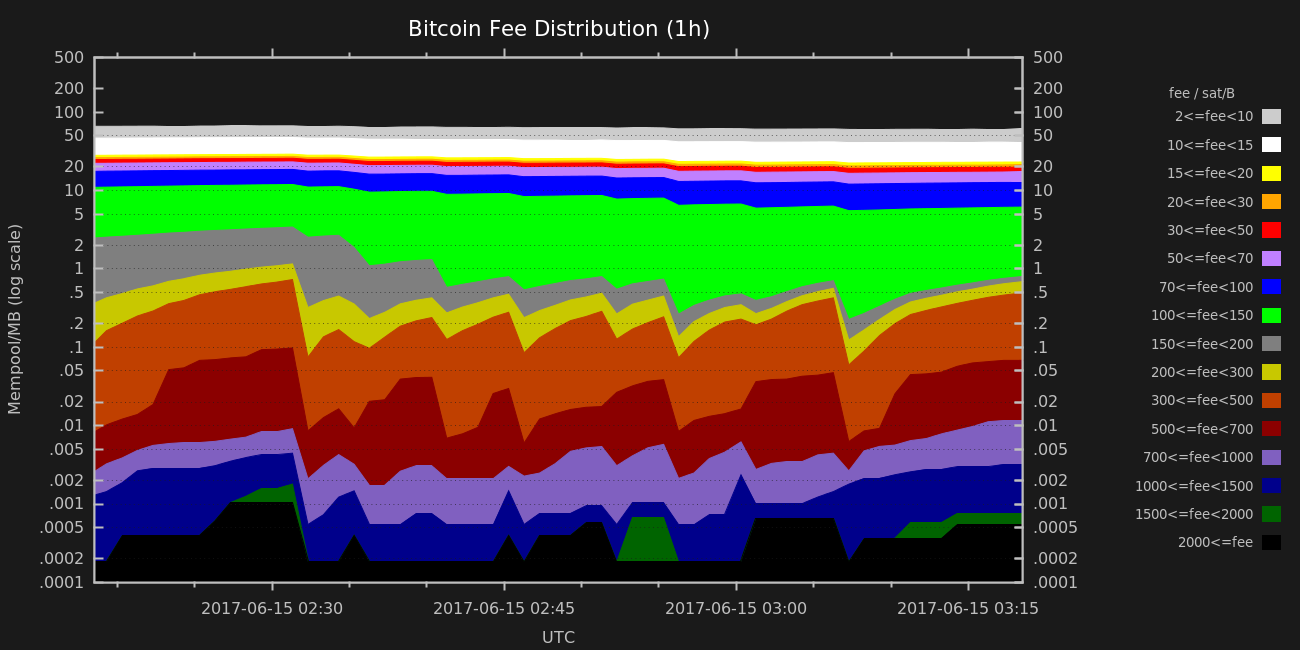 Bitcoin Fee Distribution (1h)
Mempool/MB (log scale)
500
200
100
50
20
10
5
2
1
.5
.2
.1
.05
.02
.01
.005
.002
.001
.0005
.0002
.0001
500
200
100
50
20
10
5
2
1
.5
.2
.1
.05
.02
.01
.005
.002
.001
.0005
.0002
.0001
2017-06-15 02:30
2017-06-15 02:45
2017-06-15 03:00
2017-06-15 03:15
UTC
fee / sat/B
2<=fee<10
10<=fee<15
15<=fee<20
20<=fee<30
30<=fee<50
50<=fee<70
70<=fee<100
100<=fee<150
150<=fee<200
200<=fee<300
300<=fee<500
500<=fee<700
700<=fee<1000
1000<=fee<1500
1500<=fee<2000
2000<=fee